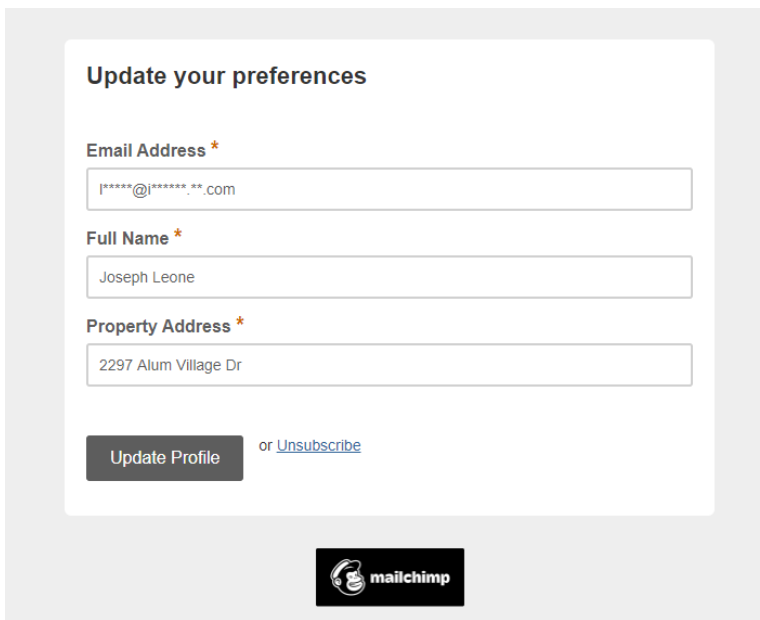 Update your preferences
Email Address *
l*****@i******.**.com
Full Name *
Joseph Leone
Property Address *
2297 Alum Village Dr
Update Profile or Unsubscribe
mailchimp